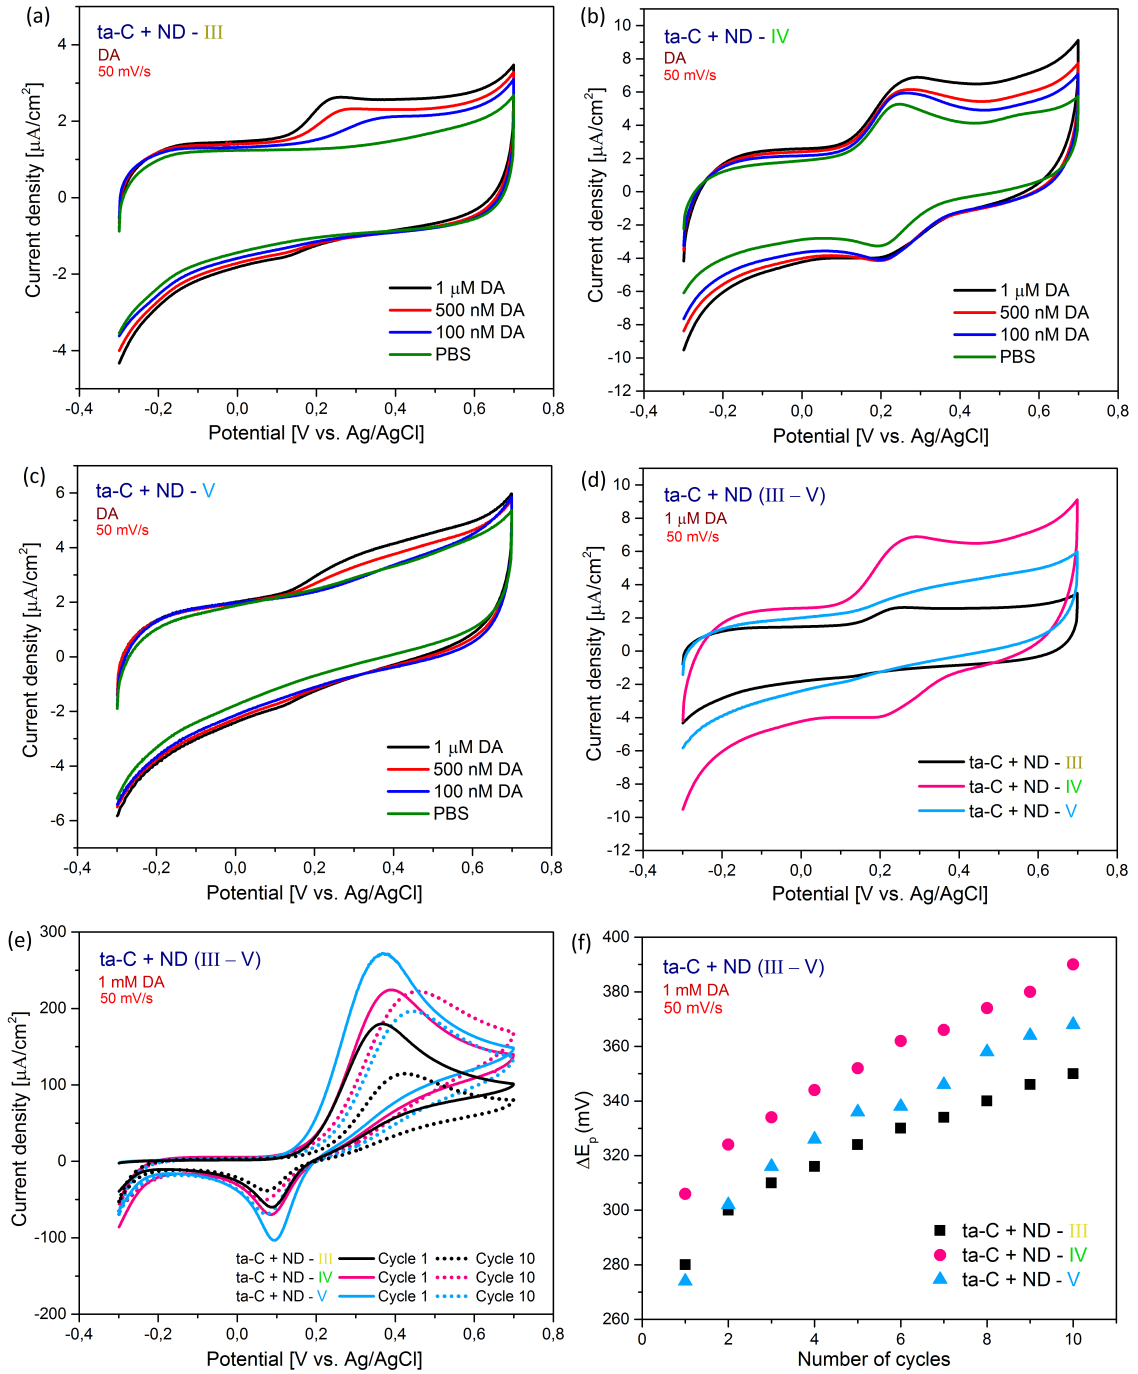 (a)
ta-C + ND - III
DA
50 mV/s
1 μM DA
500 nM DA
100 nM DA
PBS
Current density [μA/cm²]
4
2
0
-2
-4
-0,4 -0,2 0,0 0,2 0,4 0,6 0,8
Potential [V vs. Ag/AgCl]
(b)
ta-C + ND - IV
DA
50 mV/s
1 μM DA
500 nM DA
100 nM DA
PBS
Current density [μA/cm²]
10
8
6
4
2
0
-2
-4
-6
-8
-10
-12
-0,4 -0,2 0,0 0,2 0,4 0,6 0,8
Potential [V vs. Ag/AgCl]
(c)
ta-C + ND - V
DA
50 mV/s
1 μM DA
500 nM DA
100 nM DA
PBS
Current density [μA/cm²]
6
4
2
0
-2
-4
-6
-0,4 -0,2 0,0 0,2 0,4 0,6 0,8
Potential [V vs. Ag/AgCl]
(d)
ta-C + ND (III – V)
1 μM DA
50 mV/s
ta-C + ND - III
ta-C + ND - IV
ta-C + ND - V
Current density [μA/cm²]
10
8
6
4
2
0
-2
-4
-6
-8
-10
-12
-0,4 -0,2 0,0 0,2 0,4 0,6 0,8
Potential [V vs. Ag/AgCl]
(e)
ta-C + ND (III – V)
1 mM DA
50 mV/s
ta-C + ND - III Cycle 1 Cycle 10
ta-C + ND - IV Cycle 1 Cycle 10
ta-C + ND - V Cycle 1 Cycle 10
Current density [μA/cm²]
300
200
100
0
-100
-200
-0,4 -0,2 0,0 0,2 0,4 0,6 0,8
Potential [V vs. Ag/AgCl]
(f)
ta-C + ND (III – V)
1 mM DA
50 mV/s
ta-C + ND - III
ta-C + ND - IV
ta-C + ND - V
ΔEp (mV)
400
380
360
340
320
300
280
260
0 2 4 6 8 10
Number of cycles